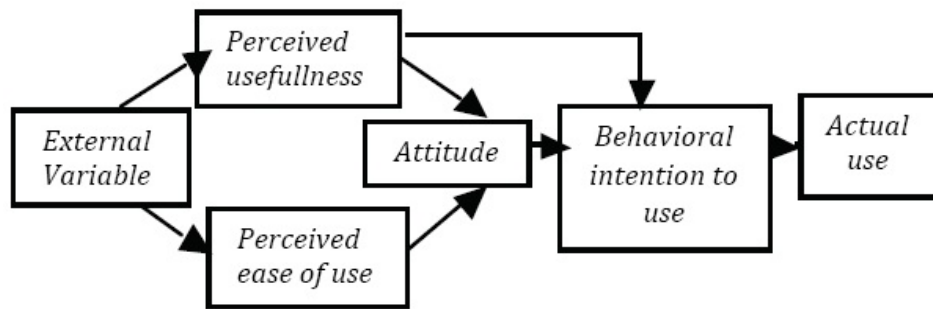 Perceived
usefullness
External
Variable
Attitude
Behavioral
intention to
use
Actual
use
Perceived
ease of use